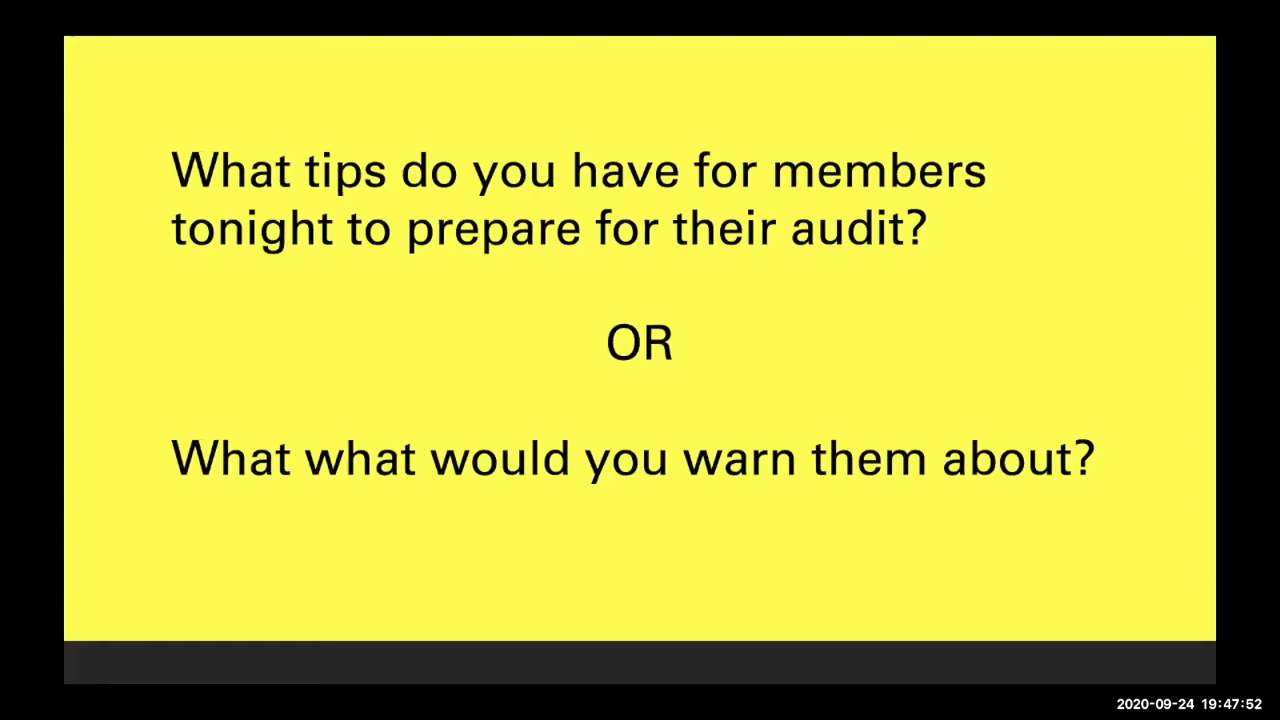 What tips do you have for members
tonight to prepare for their audit?
OR
What what would you warn them about?
2020-09-24 19:47:52